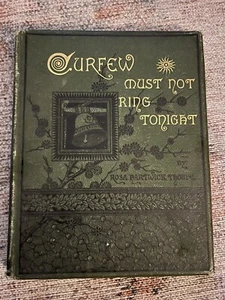 CURFEW
MUST NOT
RING
TONIGHT
BY
ROSA HARTWICK THORPE